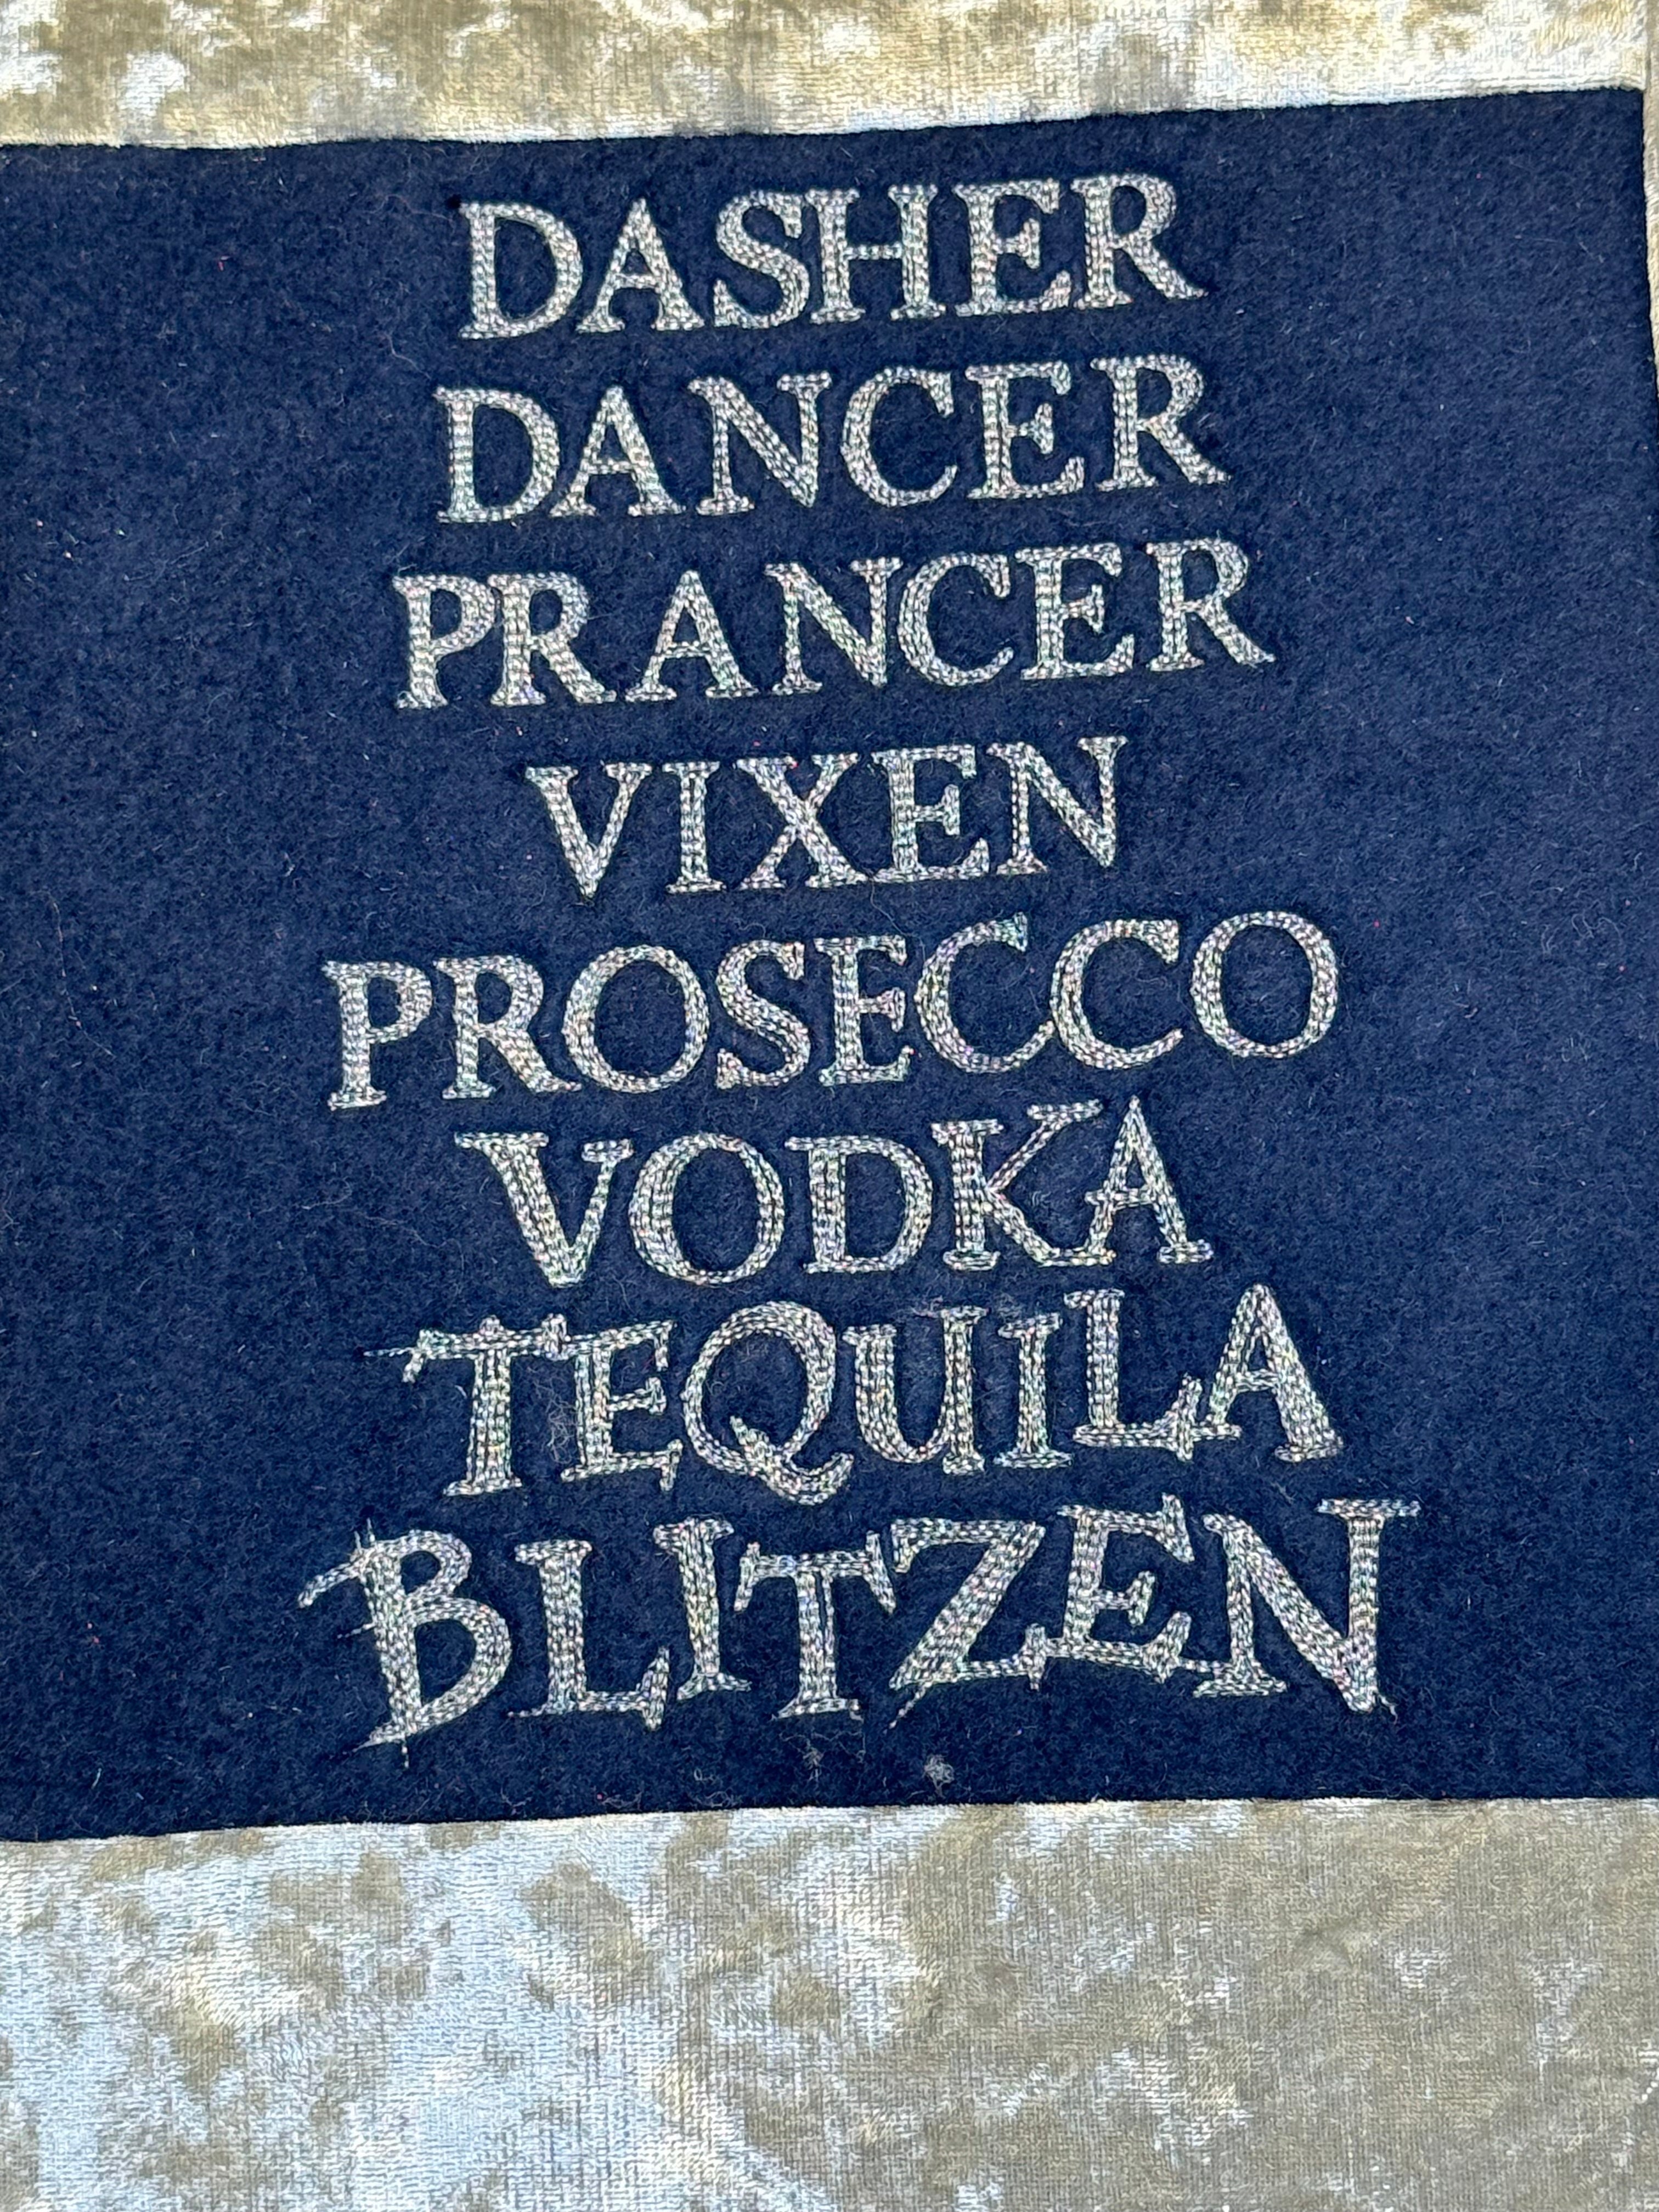 DASHER
DANCER
PRANCER
VIXEN
PROSECCO
VODKA
TEQUILA
BLITZEN